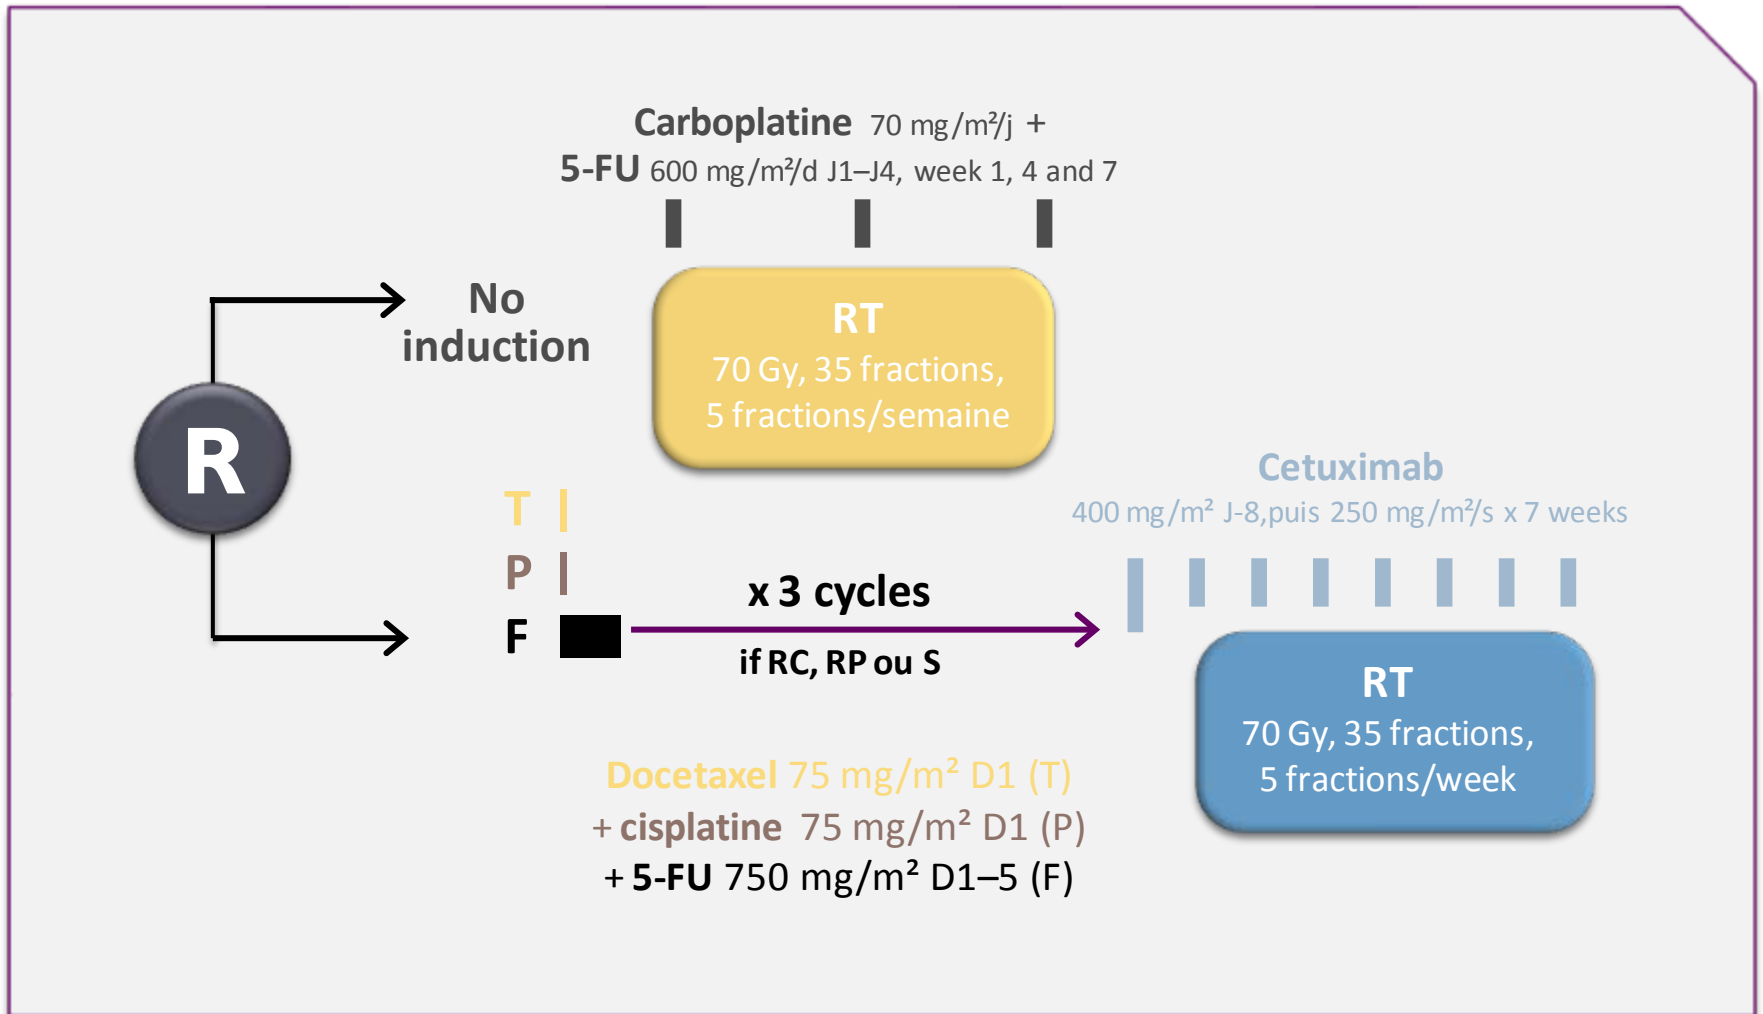 Carboplatine 70 mg/m²/j +
5-FU 600 mg/m²/d J1–J4, week 1, 4 and 7
No
induction
RT
70 Gy, 35 fractions,
5 fractions/semaine
R
T
P
F
x 3 cycles
if RC, RP ou S
Cetuximab
400 mg/m² J-8,puis 250 mg/m²/s x 7 weeks
RT
70 Gy, 35 fractions,
5 fractions/week
Docetaxel 75 mg/m² D1 (T)
+ cisplatine 75 mg/m² D1 (P)
+ 5-FU 750 mg/m² D1–5 (F)